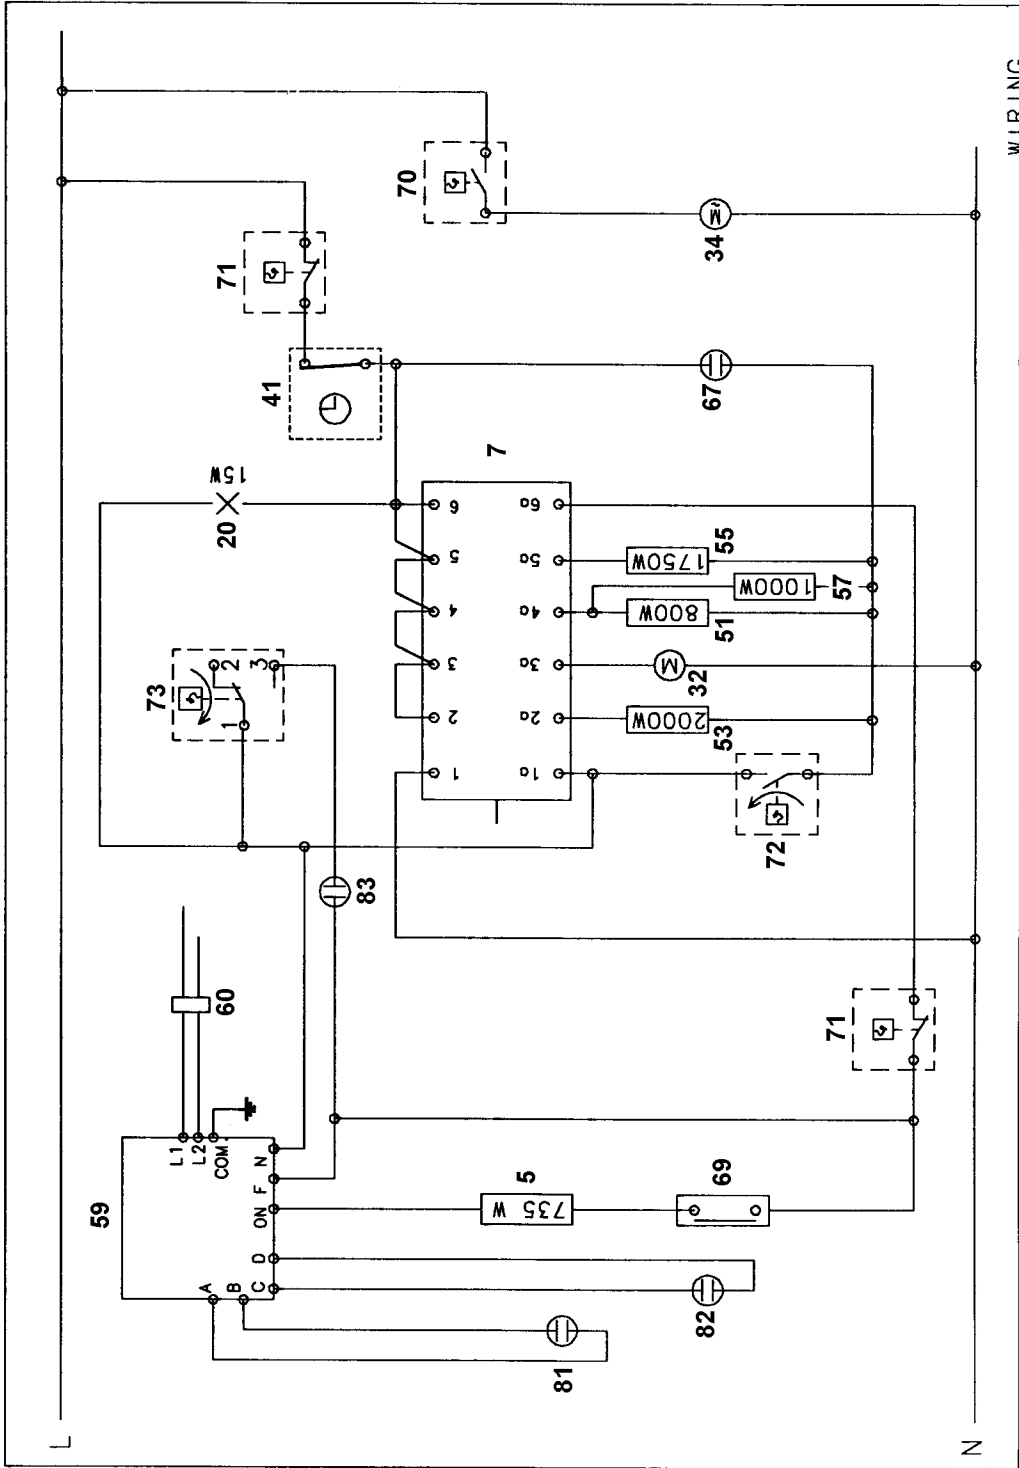 L
59
73
L1
L2
COM.
A
B
C
D
ON
F
N
60
1
2
3
20
15W
71
41
83
70
1
2
3
4
5
6
7
735 W
5
1a
2a
3a
4a
5a
6a
81
2000W
53
M
32
800W
51
1750W
55
1000W
57
82
69
72
67
M̃
34
71
N
WIRING